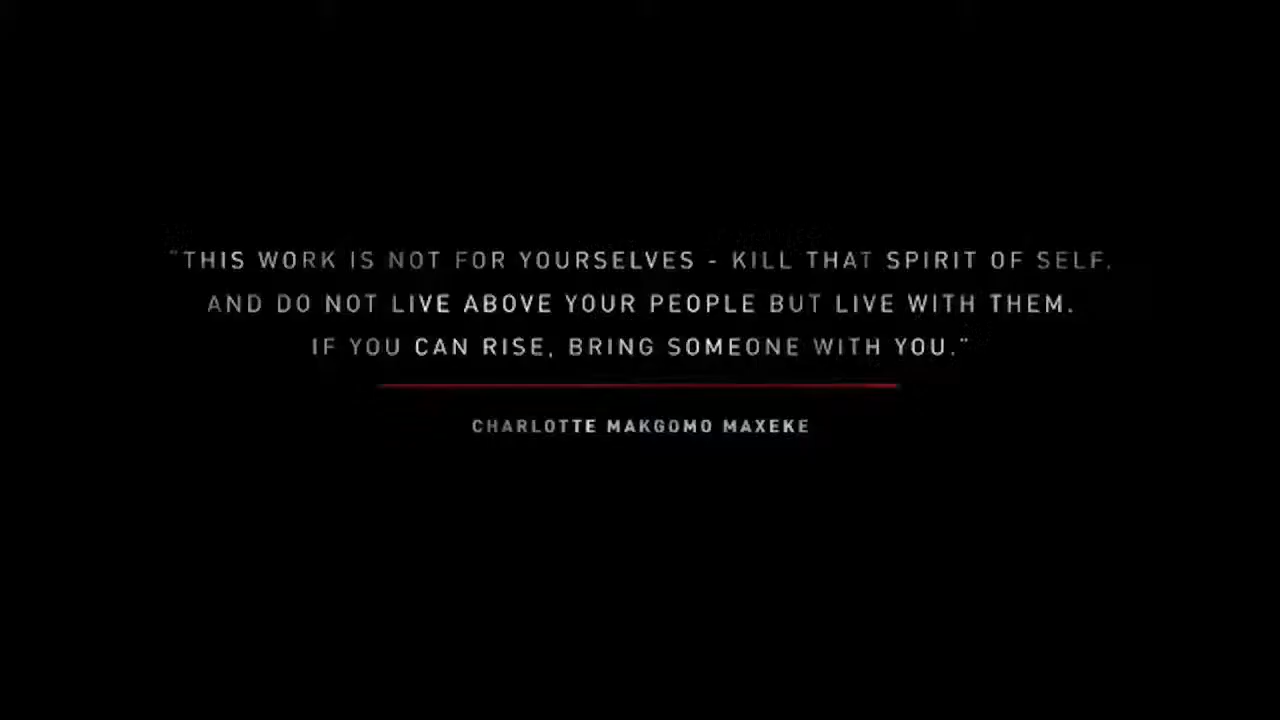 "THIS WORK IS NOT FOR YOURSELVES - KILL THAT SPIRIT OF SELF,
AND DO NOT LIVE ABOVE YOUR PEOPLE BUT LIVE WITH THEM.
IF YOU CAN RISE, BRING SOMEONE WITH YOU."
CHARLOTTE MAKGOMO MAXEKE